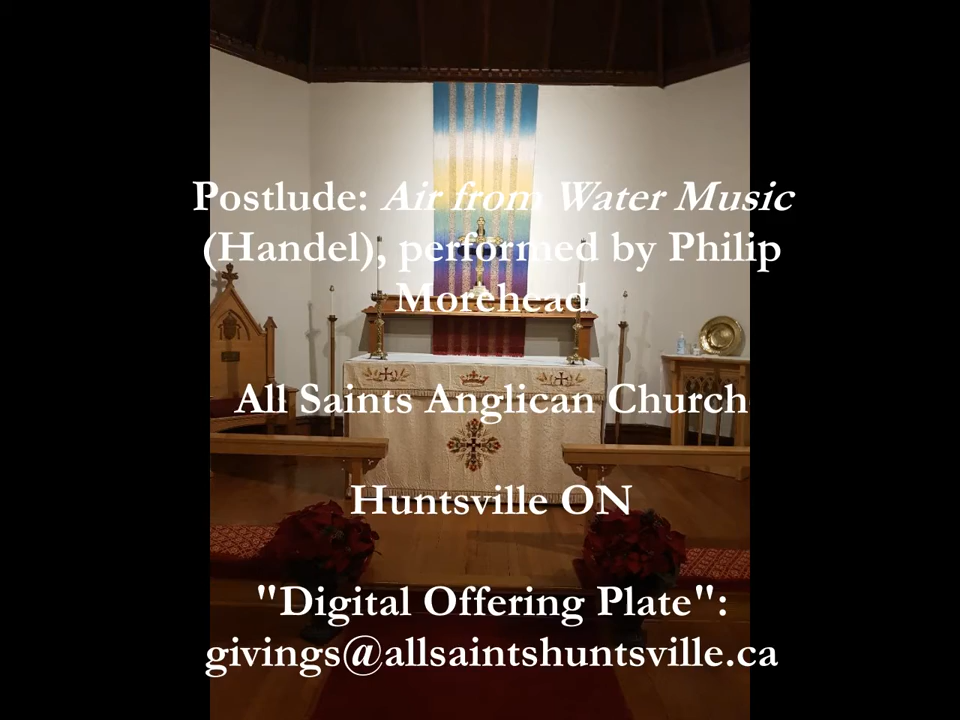 Postlude: Air from Water Music
(Handel), performed by Philip
Morehead
All Saints Anglican Church
Huntsville ON
"Digital Offering Plate":
givings@allsaintshuntsville.ca